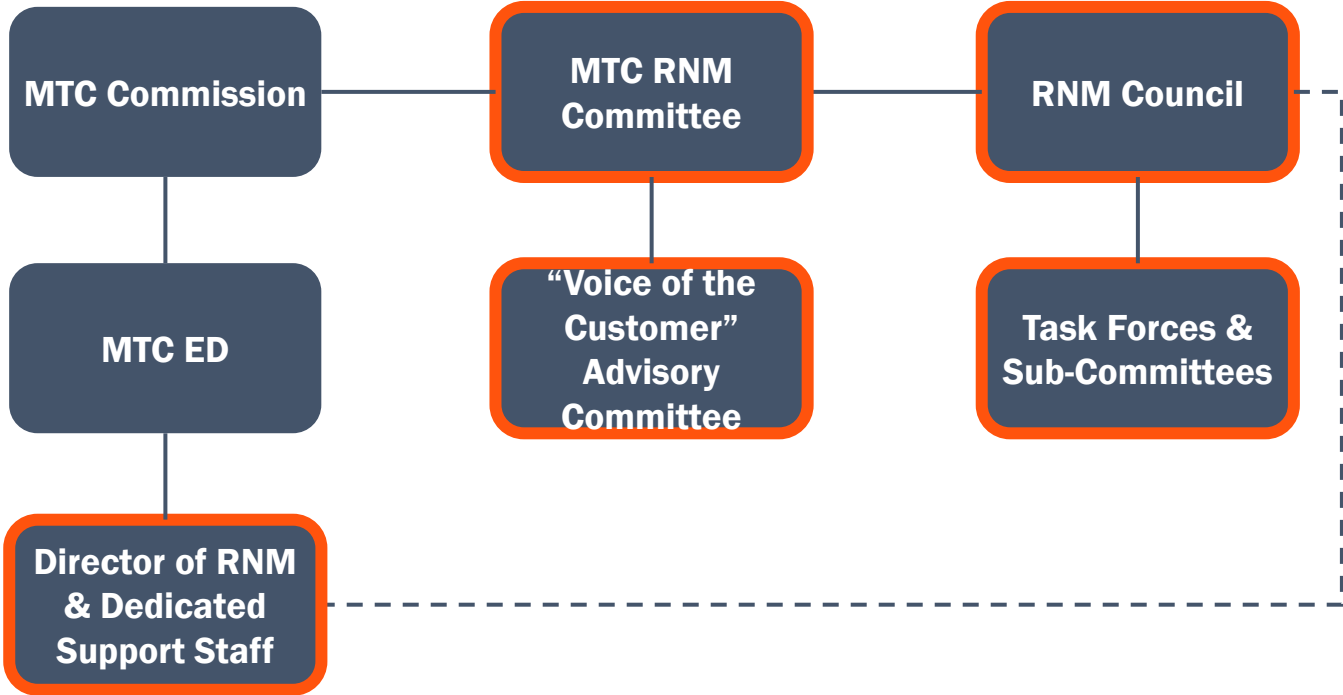 MTC Commission
MTC RNM
Committee
RNM Council
MTC ED
“Voice of the
Customer”
Advisory
Committee
Task Forces &
Sub-Committees
Director of RNM
& Dedicated
Support Staff